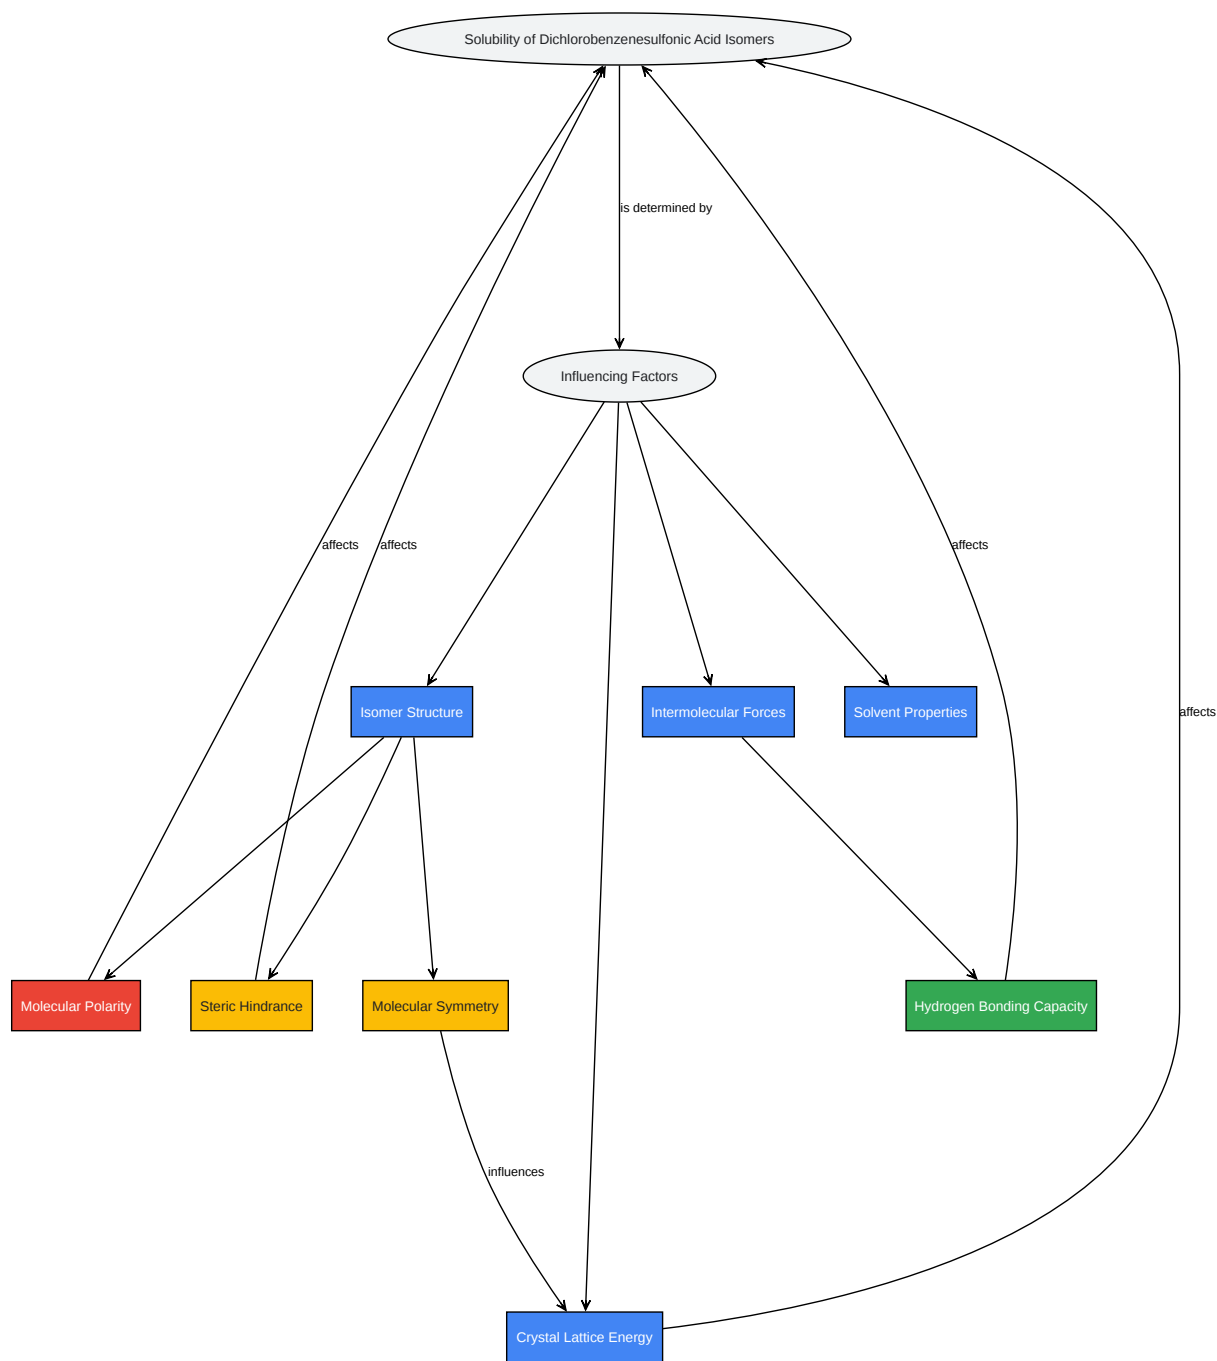 Solubility of Dichlorobenzenesulfonic Acid Isomers
is determined by
Influencing Factors
affects
affects
affects
Isomer Structure
Intermolecular Forces
Solvent Properties
affects
Molecular Polarity
Steric Hindrance
Molecular Symmetry
Hydrogen Bonding Capacity
influences
Crystal Lattice Energy